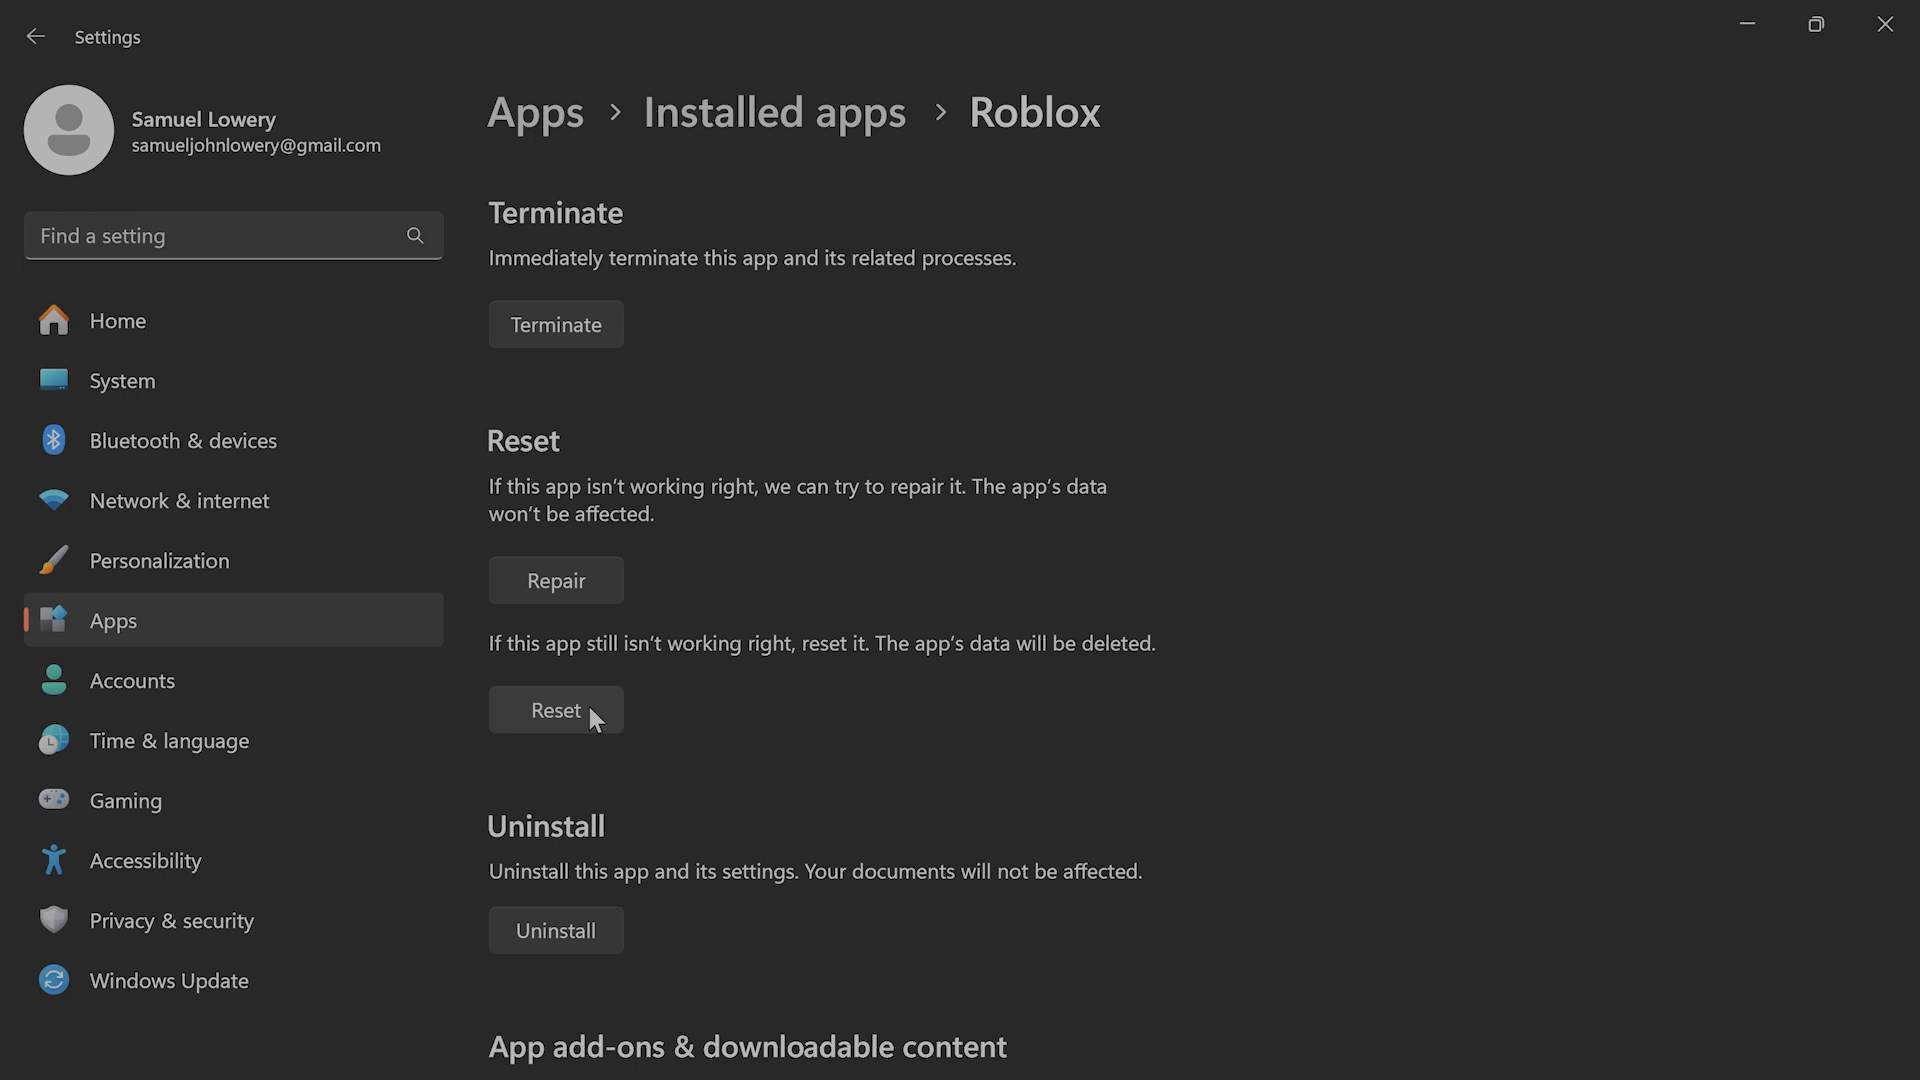 Settings
Samuel Lowery
samueljohnlowery@gmail.com
Find a setting
Home
System
Bluetooth & devices
Network & internet
Personalization
Apps
Accounts
Time & language
Gaming
Accessibility
Privacy & security
Windows Update
Apps > Installed apps > Roblox
Terminate
Immediately terminate this app and its related processes.
Terminate
Reset
If this app isn't working right, we can try to repair it. The app's data
won't be affected.
Repair
If this app still isn't working right, reset it. The app's data will be deleted.
Reset
Uninstall
Uninstall this app and its settings. Your documents will not be affected.
Uninstall
App add-ons & downloadable content